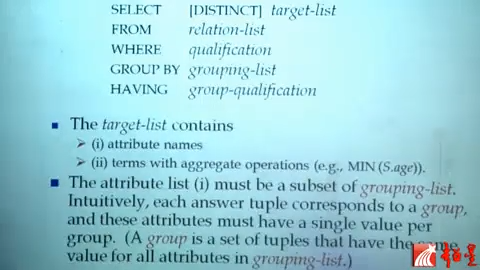 SELECT [DISTINCT] target-list
FROM relation-list
WHERE qualification
GROUP BY grouping-list
HAVING group-qualification
The target-list contains
(i) attribute names
(ii) terms with aggregate operations (e.g., MIN (S.age)).
The attribute list (i) must be a subset of grouping-list.
Intuitively, each answer tuple corresponds to a group,
and these attributes must have a single value per
group. (A group is a set of tuples that have the same
value for all attributes in grouping-list.)